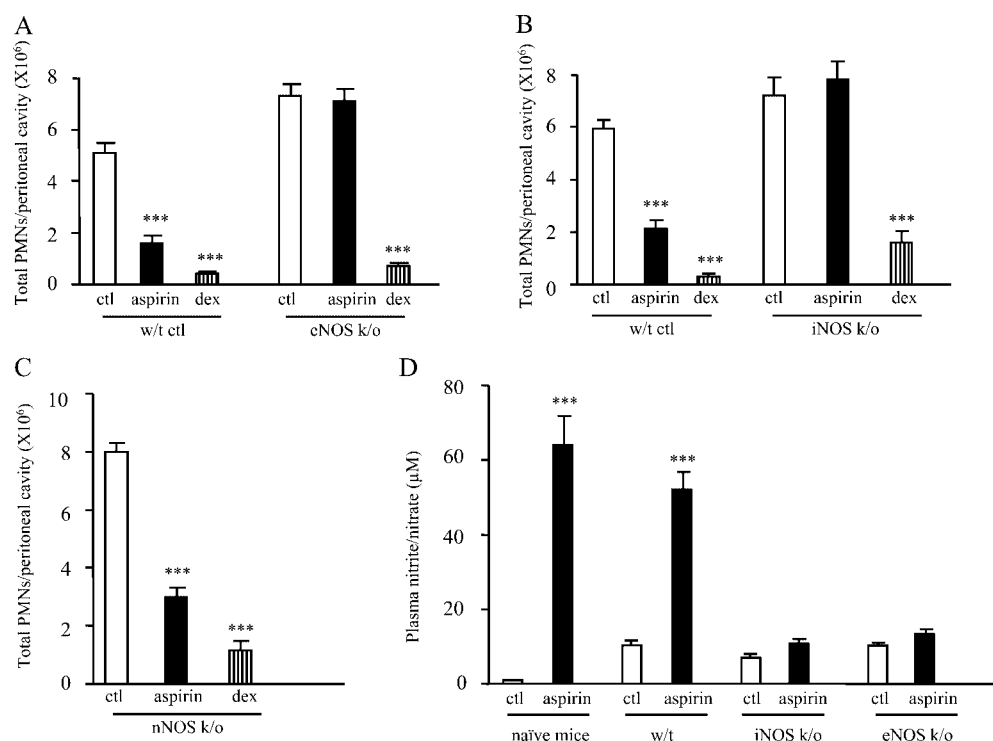 A
Total PMNs/peritoneal cavity (X10⁶)
8
6
4
2
0
***
***
***
ctl aspirin dex ctl aspirin dex
w/t ctl eNOS k/o
B
Total PMNs/peritoneal cavity (X10⁶)
8
6
4
2
0
***
***
***
ctl aspirin dex ctl aspirin dex
w/t ctl iNOS k/o
C
Total PMNs/peritoneal cavity (X10⁶)
10
8
6
4
2
0
***
***
ctl aspirin dex
nNOS k/o
D
Plasma nitrite/nitrate (µM)
80
60
40
20
10
0
***
***
ctl aspirin ctl aspirin ctl aspirin ctl aspirin
naïve mice w/t iNOS k/o eNOS k/o